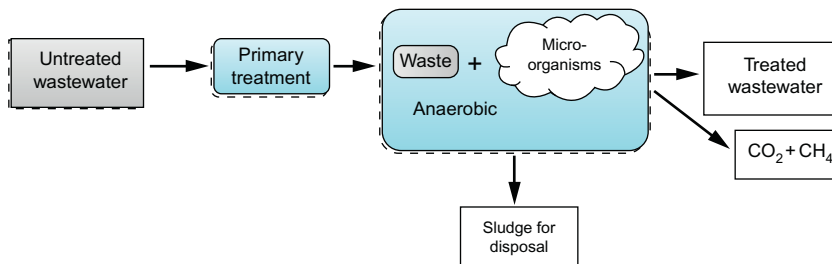 Untreated
wastewater
Primary
treatment
Waste
+
Micro-
organisms
Anaerobic
Treated
wastewater
CO₂ + CH₄
Sludge for
disposal